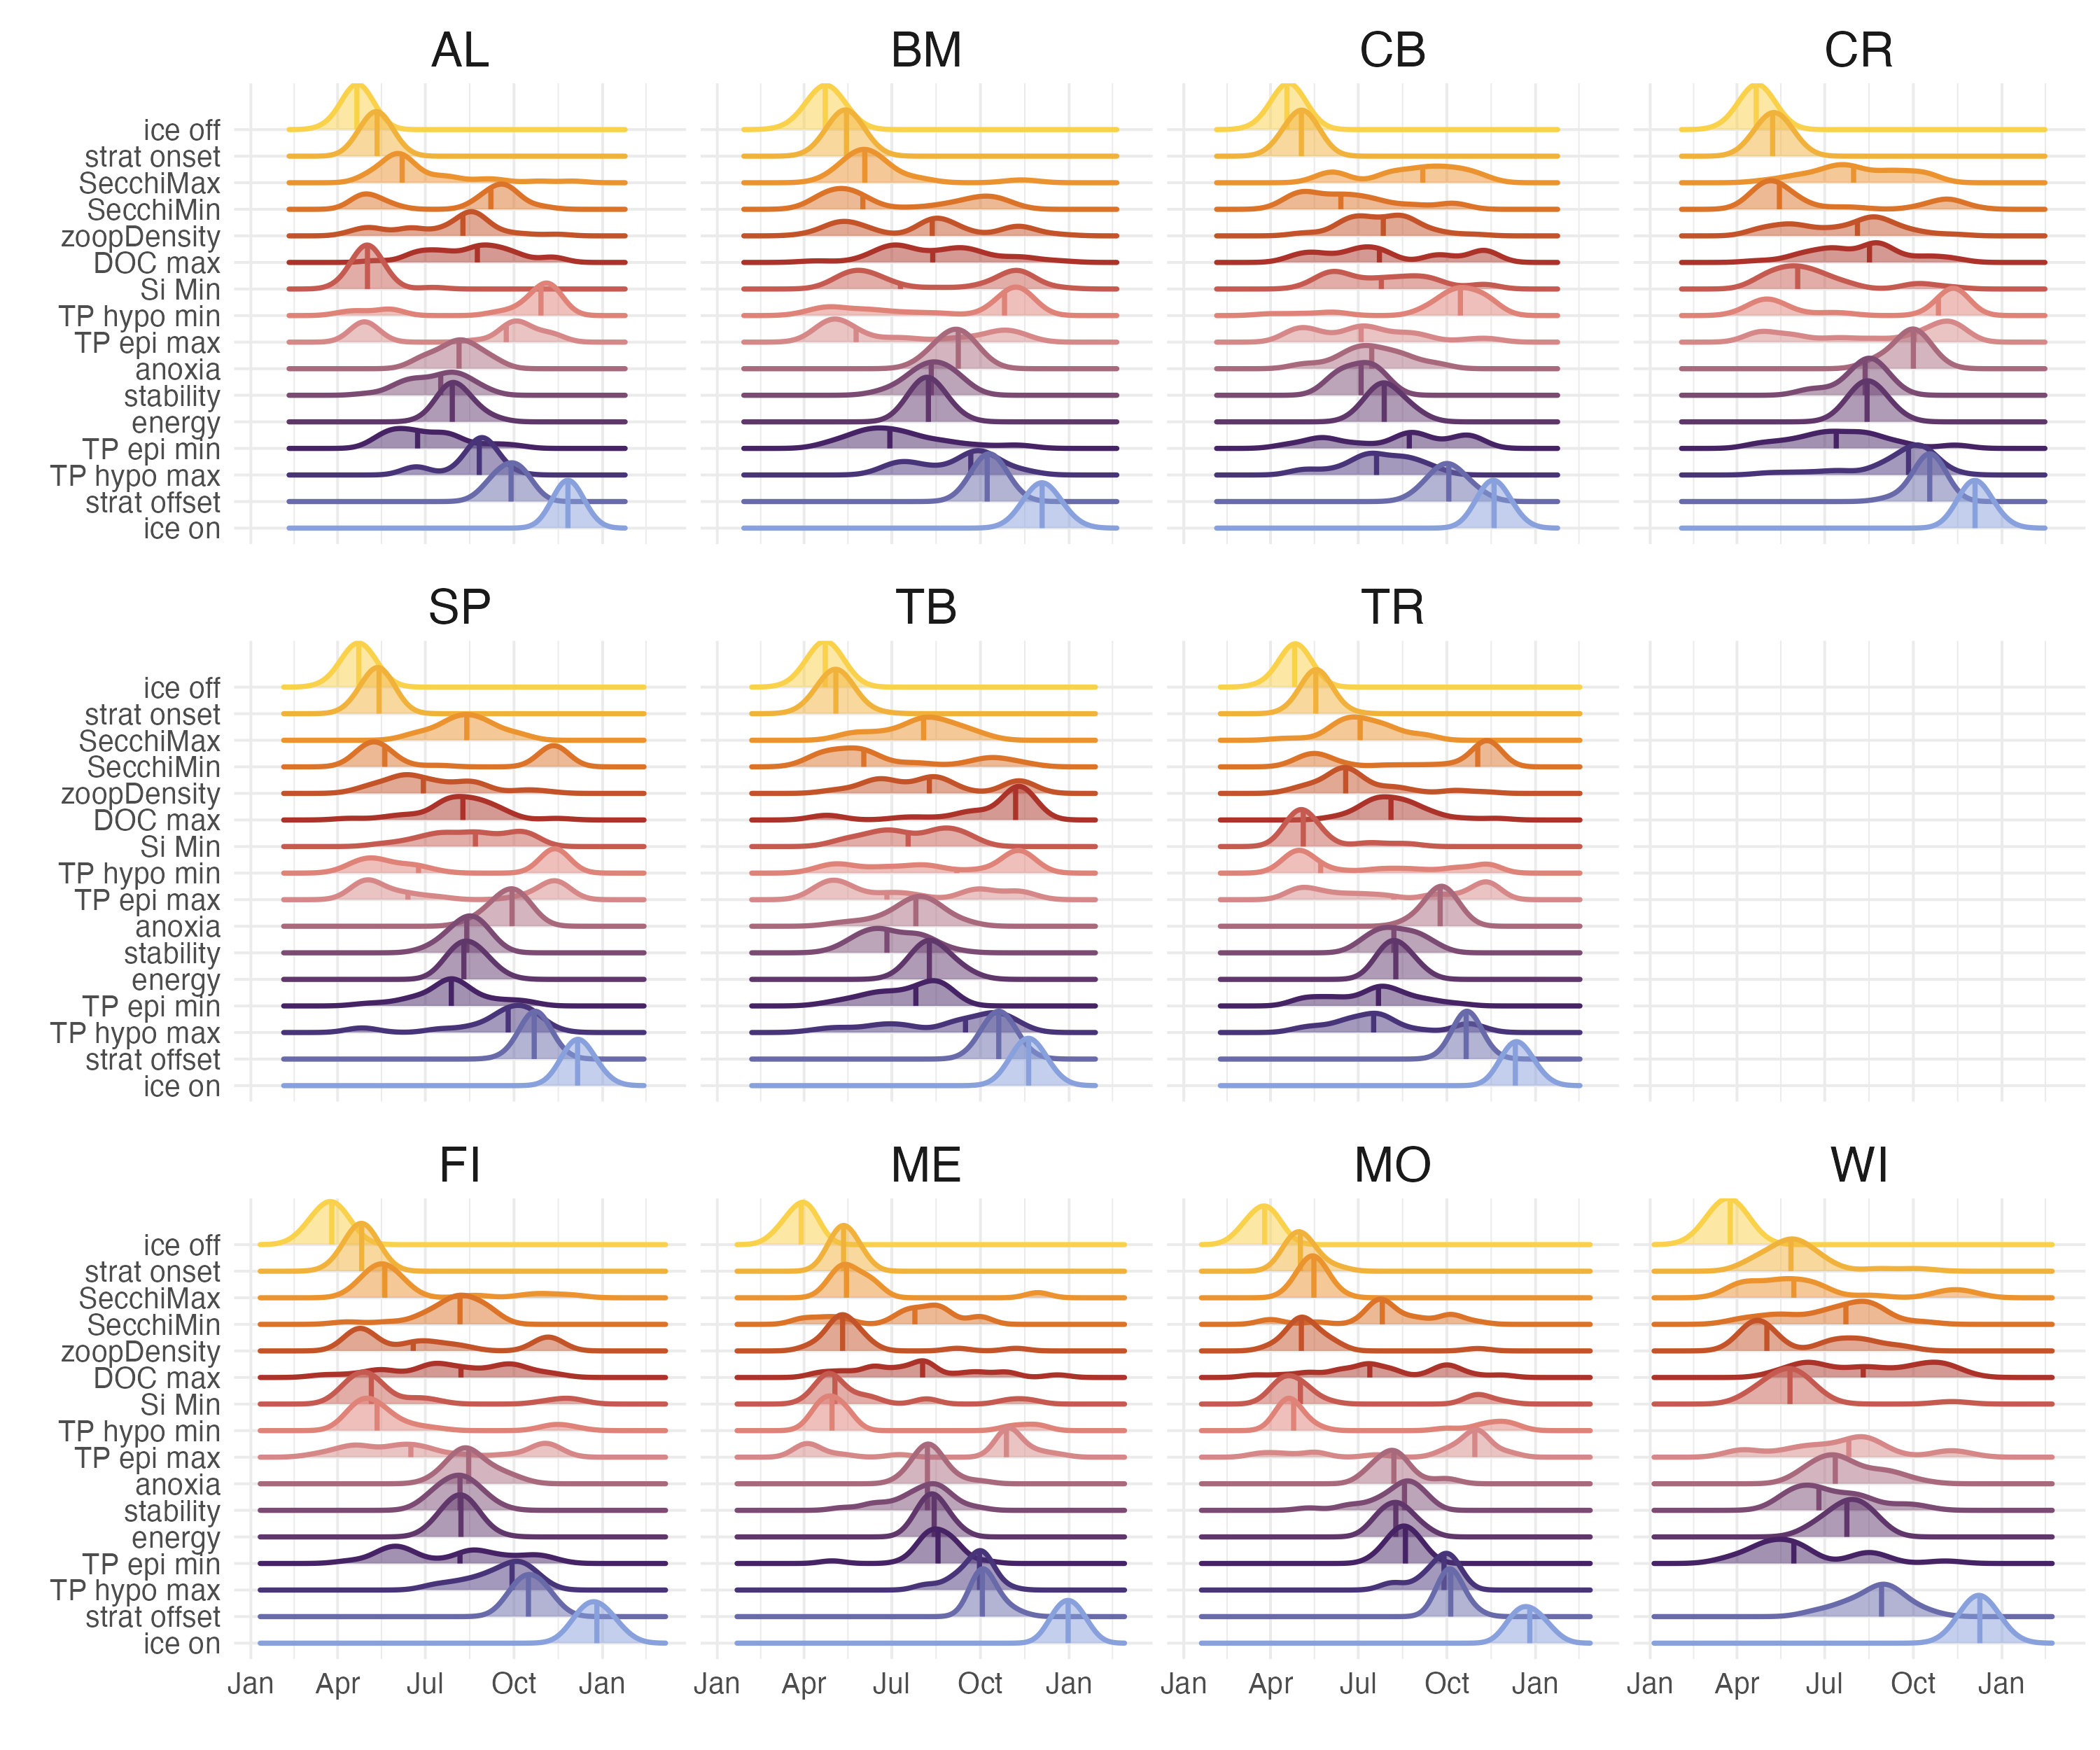 AL BM CB CR
ice off
strat onset
SecchiMax
SecchiMin
zoopDensity
DOC max
Si Min
TP hypo min
TP epi max
anoxia
stability
energy
TP epi min
TP hypo max
strat offset
ice on
SP TB TR
ice off
strat onset
SecchiMax
SecchiMin
zoopDensity
DOC max
Si Min
TP hypo min
TP epi max
anoxia
stability
energy
TP epi min
TP hypo max
strat offset
ice on
FI ME MO WI
ice off
strat onset
SecchiMax
SecchiMin
zoopDensity
DOC max
Si Min
TP hypo min
TP epi max
anoxia
stability
energy
TP epi min
TP hypo max
strat offset
ice on
Jan Apr Jul Oct Jan Jan Apr Jul Oct Jan Jan Apr Jul Oct Jan Jan Apr Jul Oct Jan